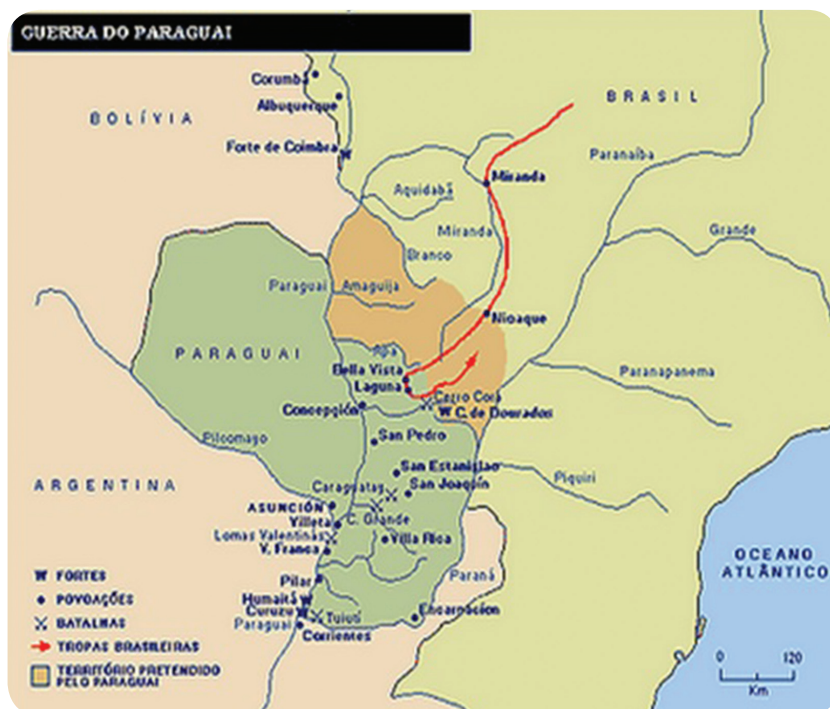 GUERRA DO PARAGUAI
Corumbá
Albuquerque
BRASIL
BOLÍVIA
Forte de Coimbra
Paranaíba
Miranda
Aquidabã
Miranda
Grande
Branco
Paraguai
Amaguija
Nioaque
PARAGUAI
Apa
Bella Vista
Laguna
Paranapanema
Cerro Corá
Concepgión
C. de Dourados
Pilcomayo
San Pedro
San Estanislao
Piquiri
ARGENTINA
Caraguatay
San Joaquín
ASUNCIÓN
Villeta
C. Grande
Lomas Valentinas
Villa Rica
V. Franca
OCEANO
ATLÂNTICO
FORTES
Pilar
Paraná
POVOAÇÕES
Humaitá
Curuzu
Tuiuti
Encarnacion
BATALHAS
Paraguai
Corrientes
TROPAS BRASILEIRAS
TERRITÓRIO PRETENDIDO
PELO PARAGUAI
0 120
Km